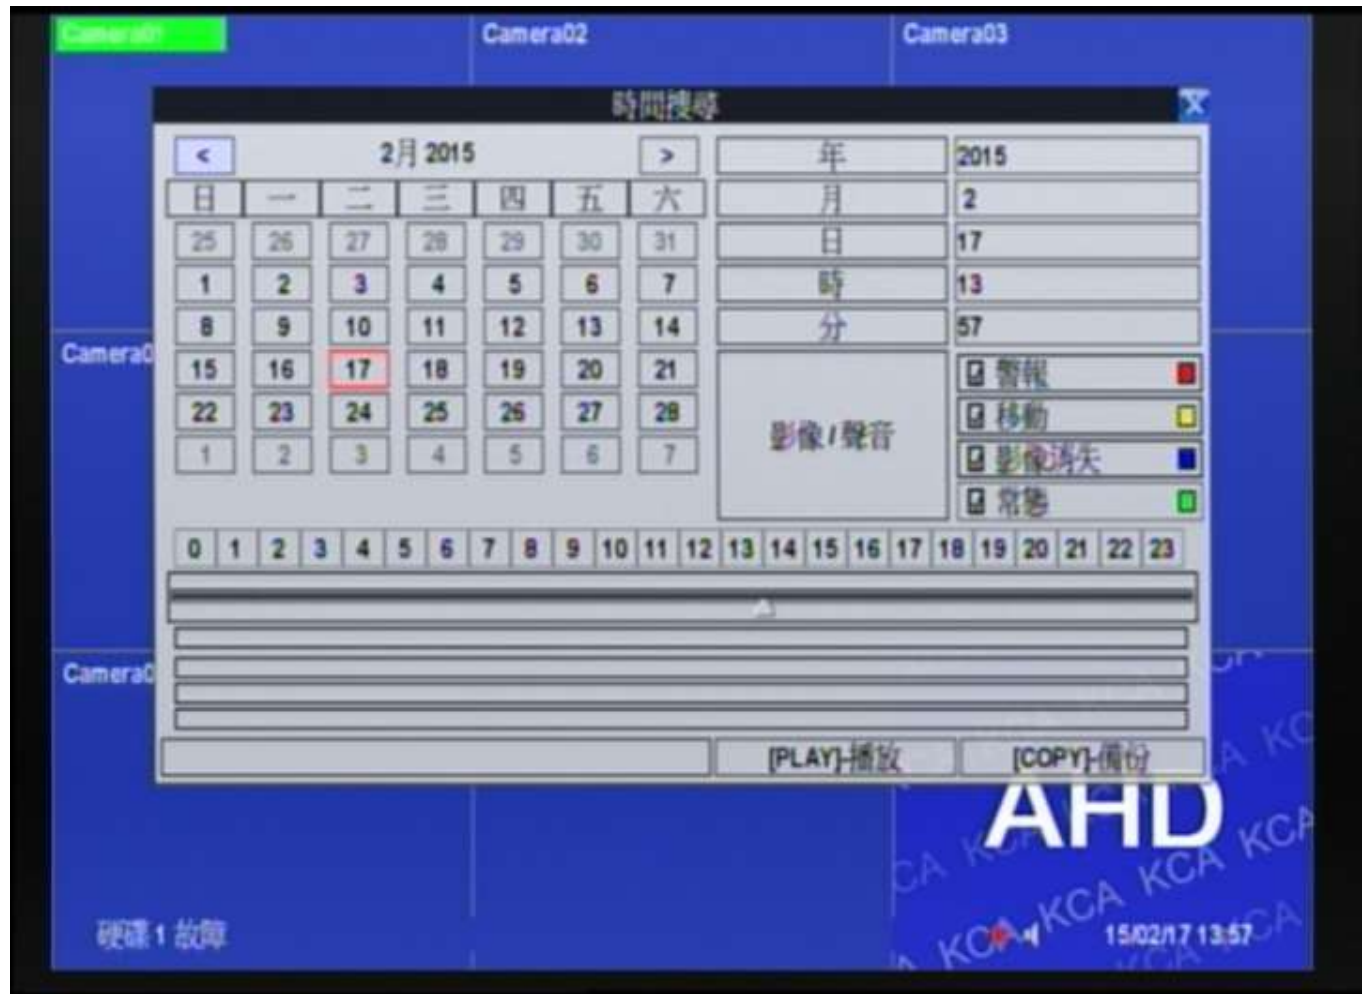 Camera01
Camera02
Camera03
時間搜尋
X
< 2月 2015 >
日 一 二 三 四 五 六
25 26 27 28 29 30 31
1 2 3 4 5 6 7
8 9 10 11 12 13 14
15 16 17 18 19 20 21
22 23 24 25 26 27 28
1 2 3 4 5 6 7
年 2015
月 2
日 17
時 13
分 57
影像 / 聲音
警報
移動
影像消失
常態
0 1 2 3 4 5 6 7 8 9 10 11 12 13 14 15 16 17 18 19 20 21 22 23
[PLAY]-播放
[COPY]-備份
AHD
KCA KCA KCA KCA
硬碟 1 故障
15/02/17 13:57